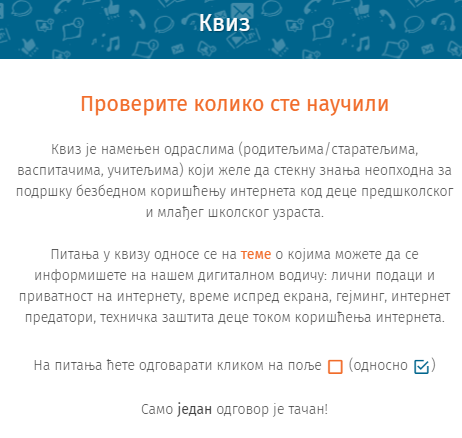 Квиз
Проверите колико сте научили
Квиз је намењен одраслима (родитељима/старатељима,
васпитачима, учитељима) који желе да стекну знања неопходна за
подршку безбедном коришћењу интернета код деце предшколског
и млађег школског узраста.
Питања у квизу односе се на теме о којима можете да се
информишете на нашем дигиталном водичу: лични подаци и
приватност на интернету, време испред екрана, гејминг, интернет
предатори, техничка заштита деце током коришћења интернета.
На питања ћете одговарати кликом на поље ☐ (односно ☑)
Само један одговор је тачан!